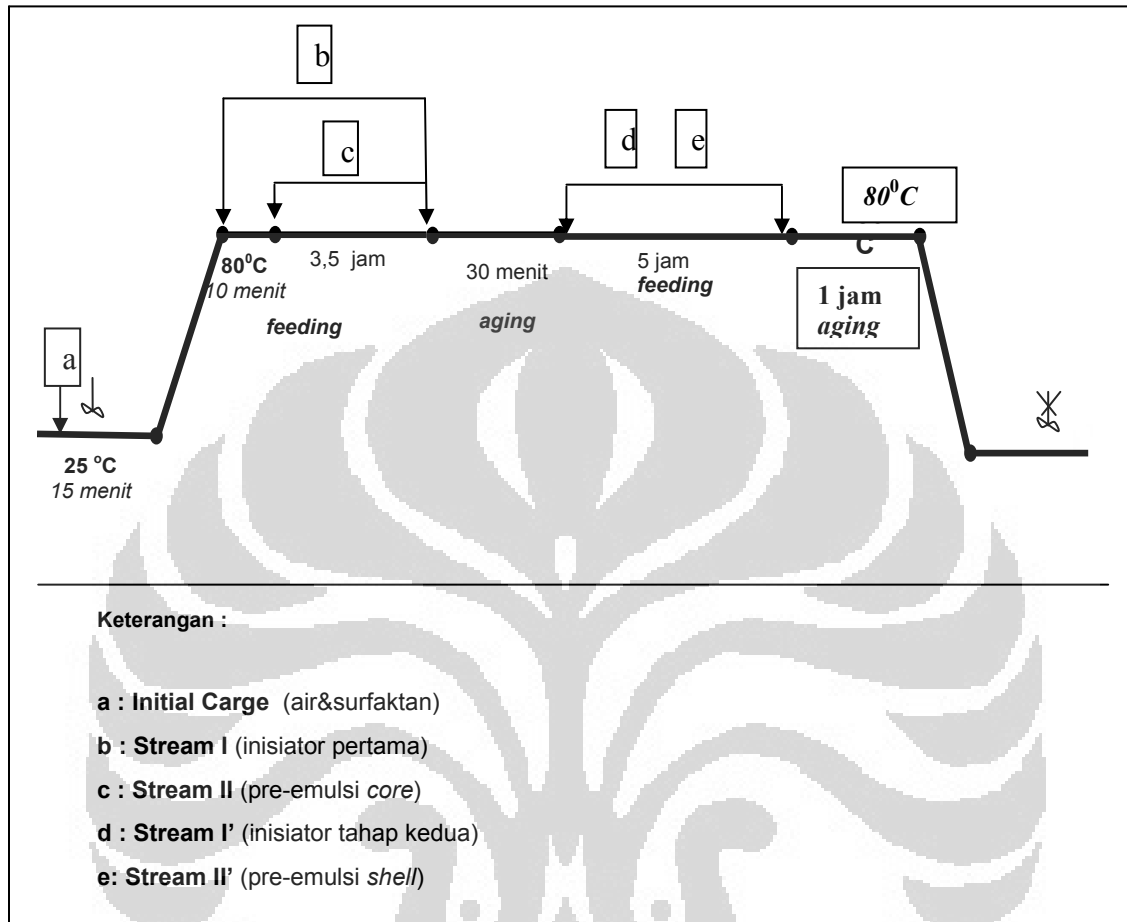 b
c
d e
80⁰C
C
80⁰C
10 menit
3,5 jam
feeding
30 menit
aging
5 jam
feeding
1 jam
aging
a
25 °C
15 menit
Keterangan :
a : Initial Carge (air&surfaktan)
b : Stream I (inisiator pertama)
c : Stream II (pre-emulsi core)
d : Stream I' (inisiator tahap kedua)
e: Stream II' (pre-emulsi shell)